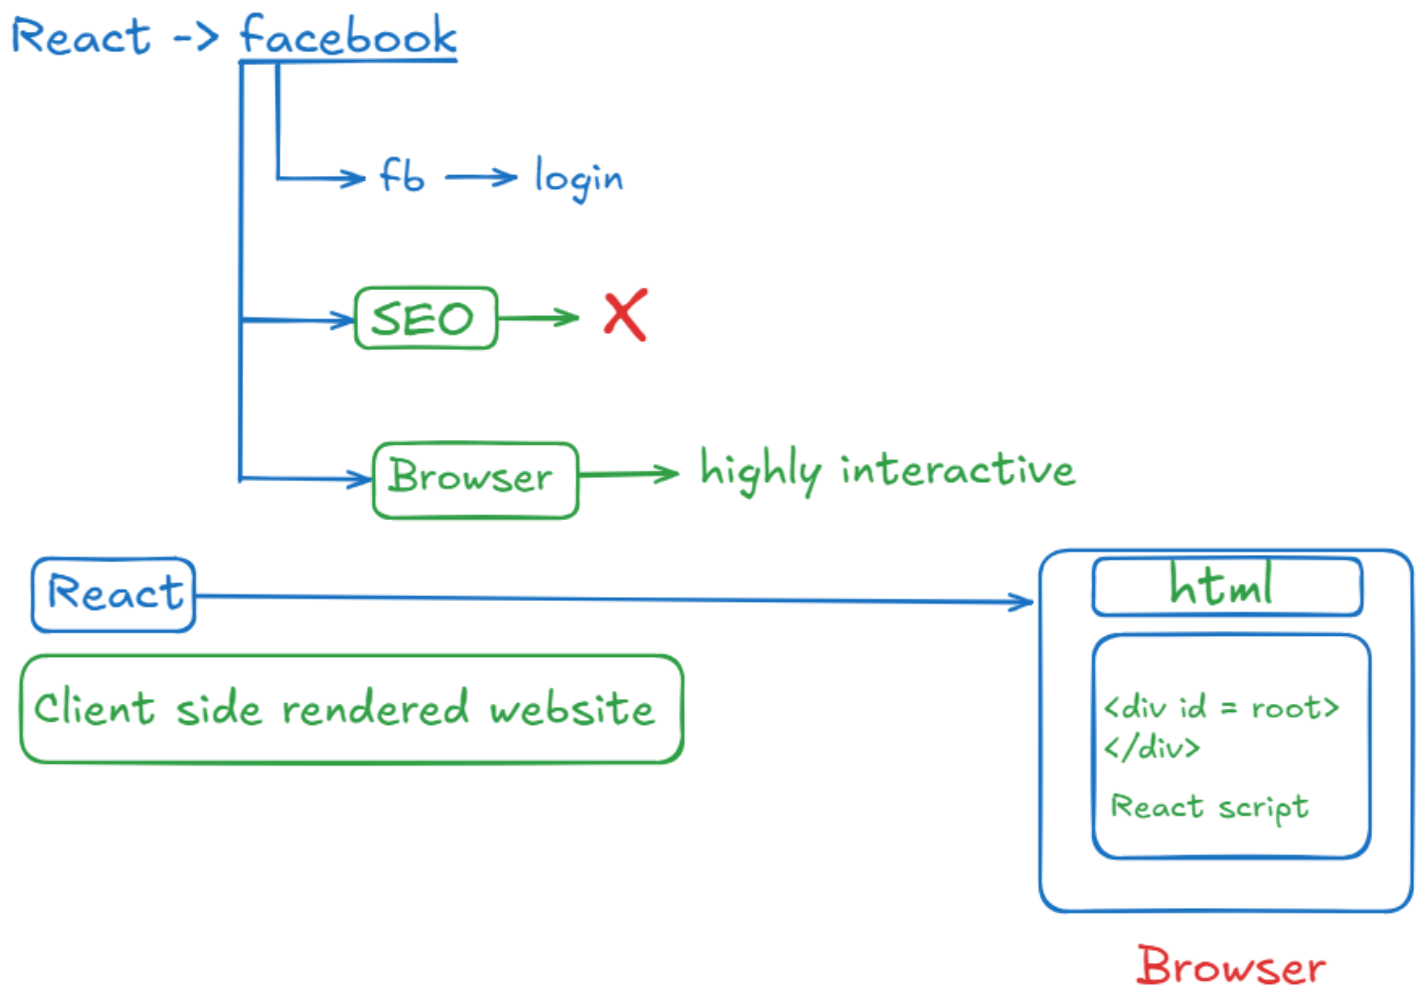 React -> facebook
fb
login
SEO
X
Browser
highly interactive
React
html
Client side rendered website
<div id = root>
</div>
React script
Browser